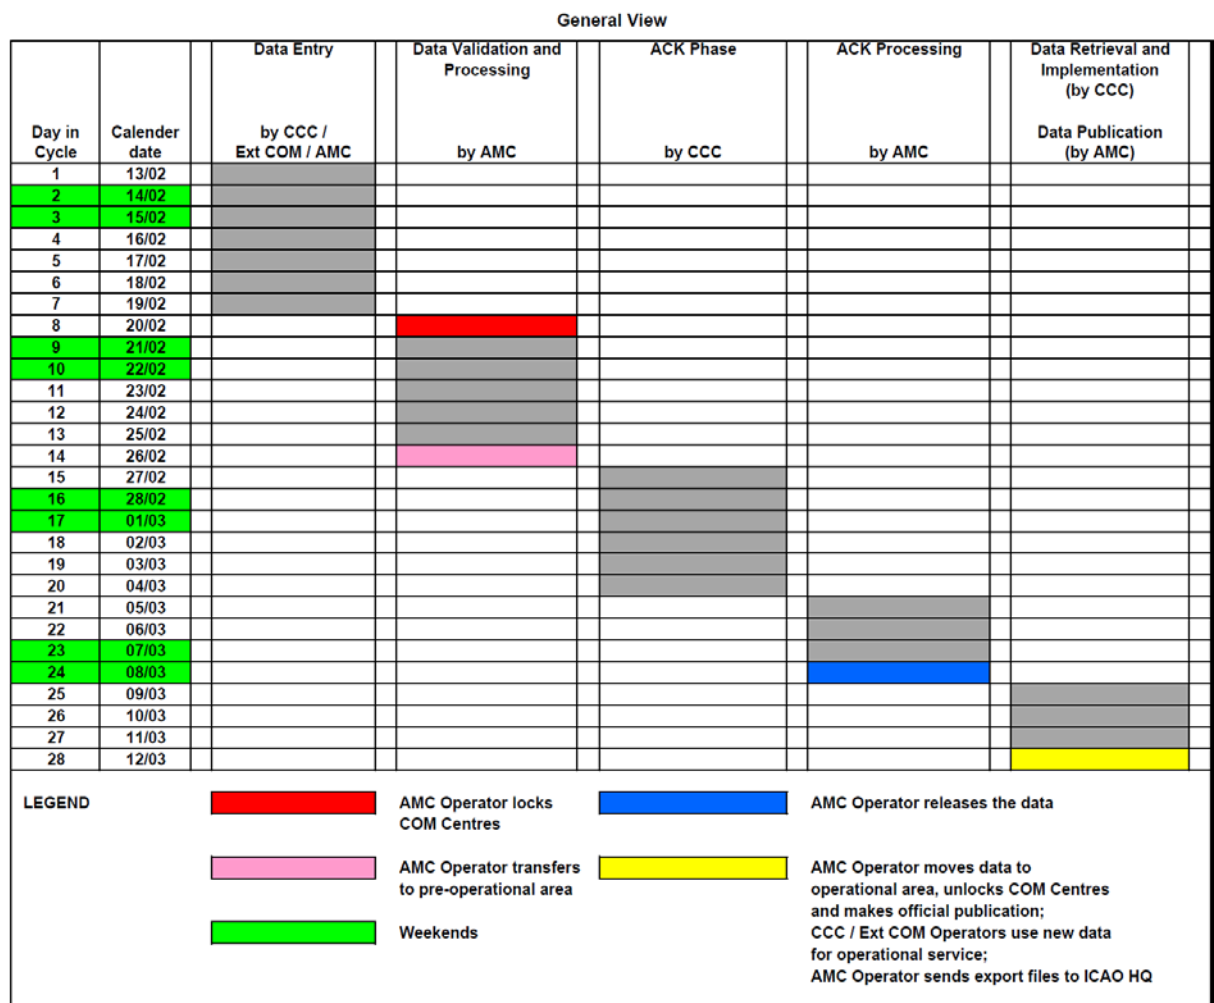 General View
Data Entry
Data Validation and
Processing
ACK Phase
ACK Processing
Data Retrieval and
Implementation
(by CCC)
Day in
Cycle
Calender
date
by CCC /
Ext COM / AMC
by AMC
by CCC
by AMC
Data Publication
(by AMC)
1 13/02
2 14/02
3 15/02
4 16/02
5 17/02
6 18/02
7 19/02
8 20/02
9 21/02
10 22/02
11 23/02
12 24/02
13 25/02
14 26/02
15 27/02
16 28/02
17 01/03
18 02/03
19 03/03
20 04/03
21 05/03
22 06/03
23 07/03
24 08/03
25 09/03
26 10/03
27 11/03
28 12/03
LEGEND
AMC Operator locks
COM Centres
AMC Operator releases the data
AMC Operator transfers
to pre-operational area
AMC Operator moves data to
operational area, unlocks COM Centres
and makes official publication;
CCC / Ext COM Operators use new data
for operational service;
AMC Operator sends export files to ICAO HQ
Weekends